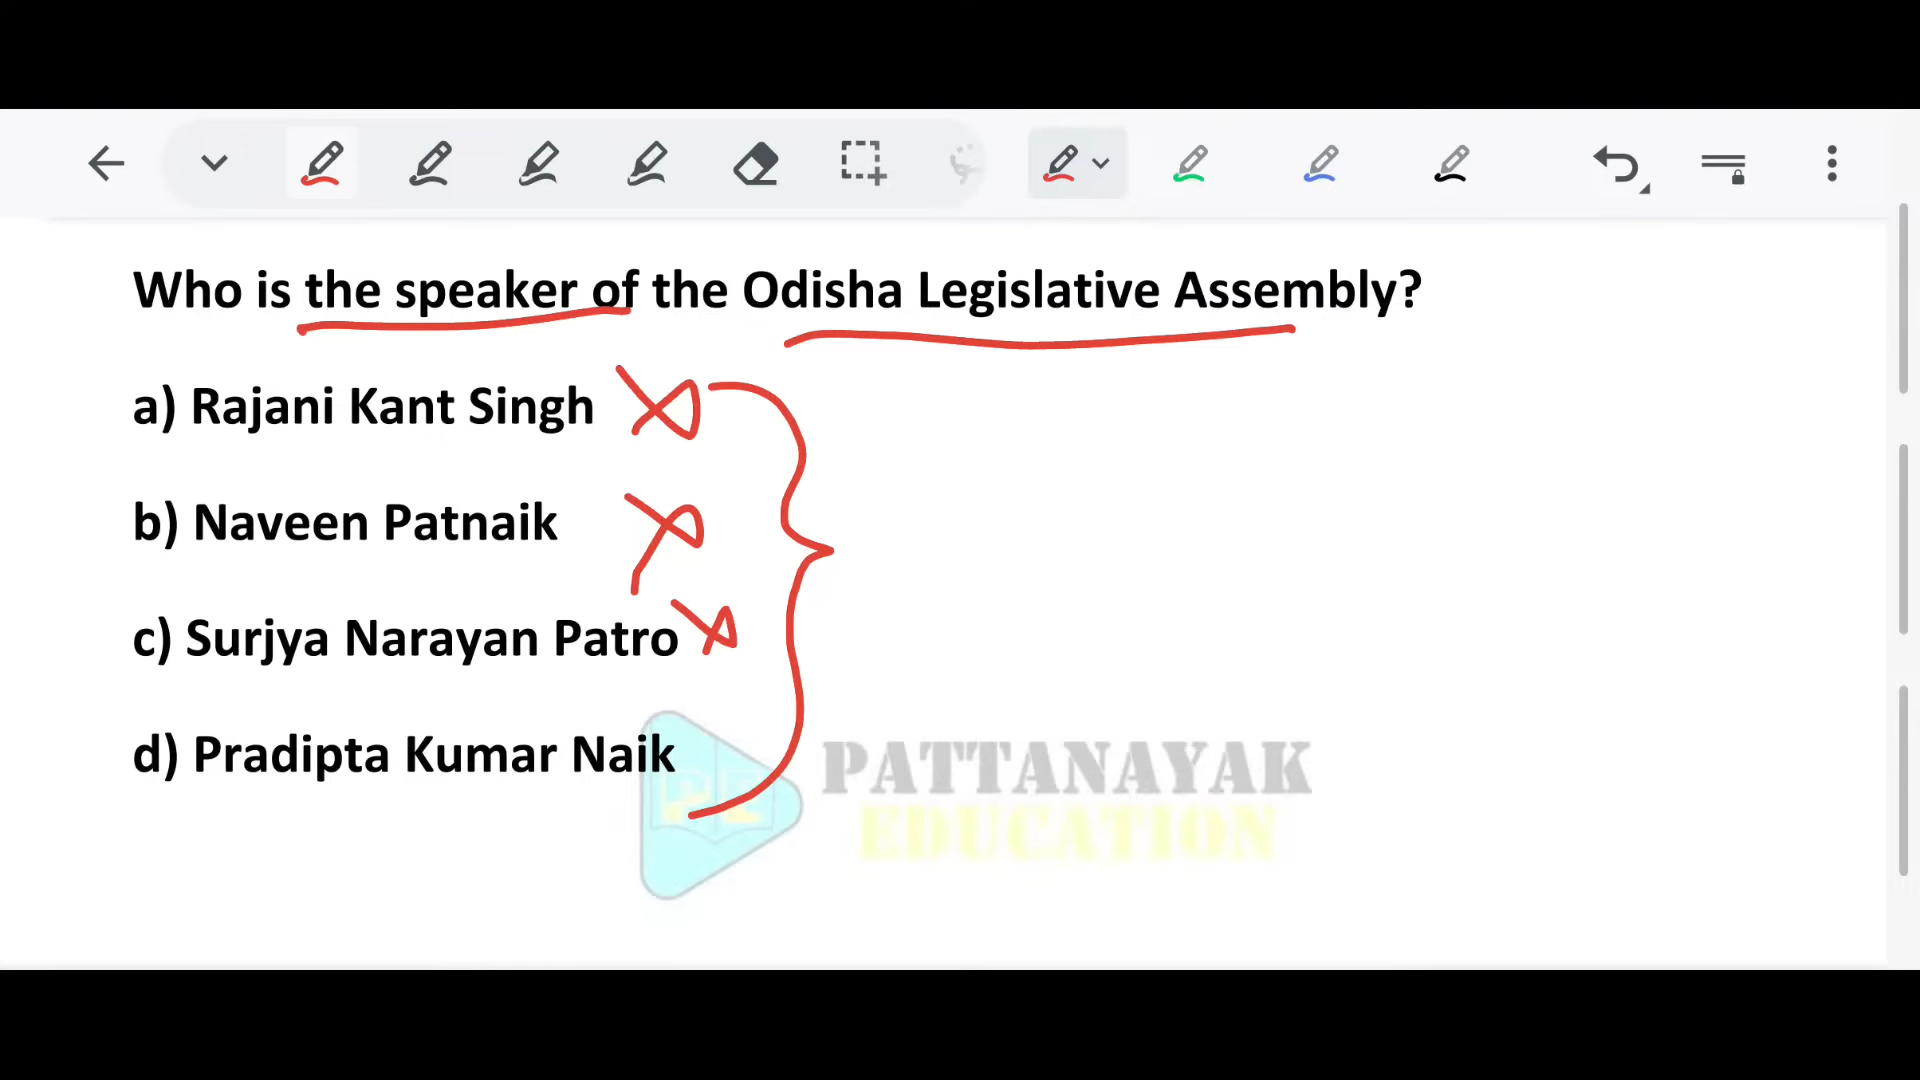 Who is the speaker of the Odisha Legislative Assembly?
a) Rajani Kant Singh
b) Naveen Patnaik
c) Surjya Narayan Patro
d) Pradipta Kumar Naik
PE
PATTANAYAK
EDUCATION